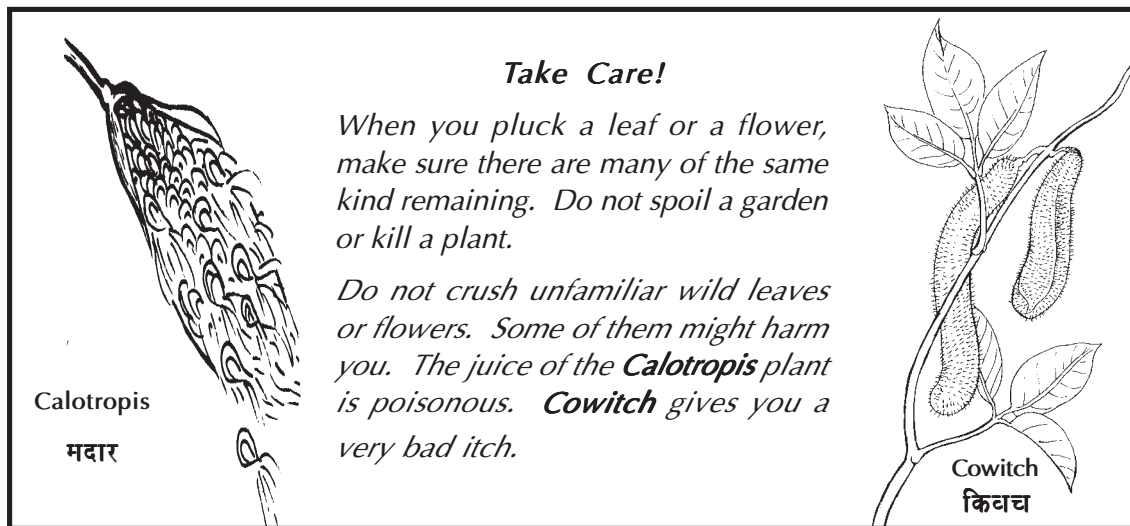 Take Care!
When you pluck a leaf or a flower,
make sure there are many of the same
kind remaining. Do not spoil a garden
or kill a plant.
Do not crush unfamiliar wild leaves
or flowers. Some of them might harm
you. The juice of the Calotropis plant
is poisonous. Cowitch gives you a
very bad itch.
Calotropis
मदार
Cowitch
किवच